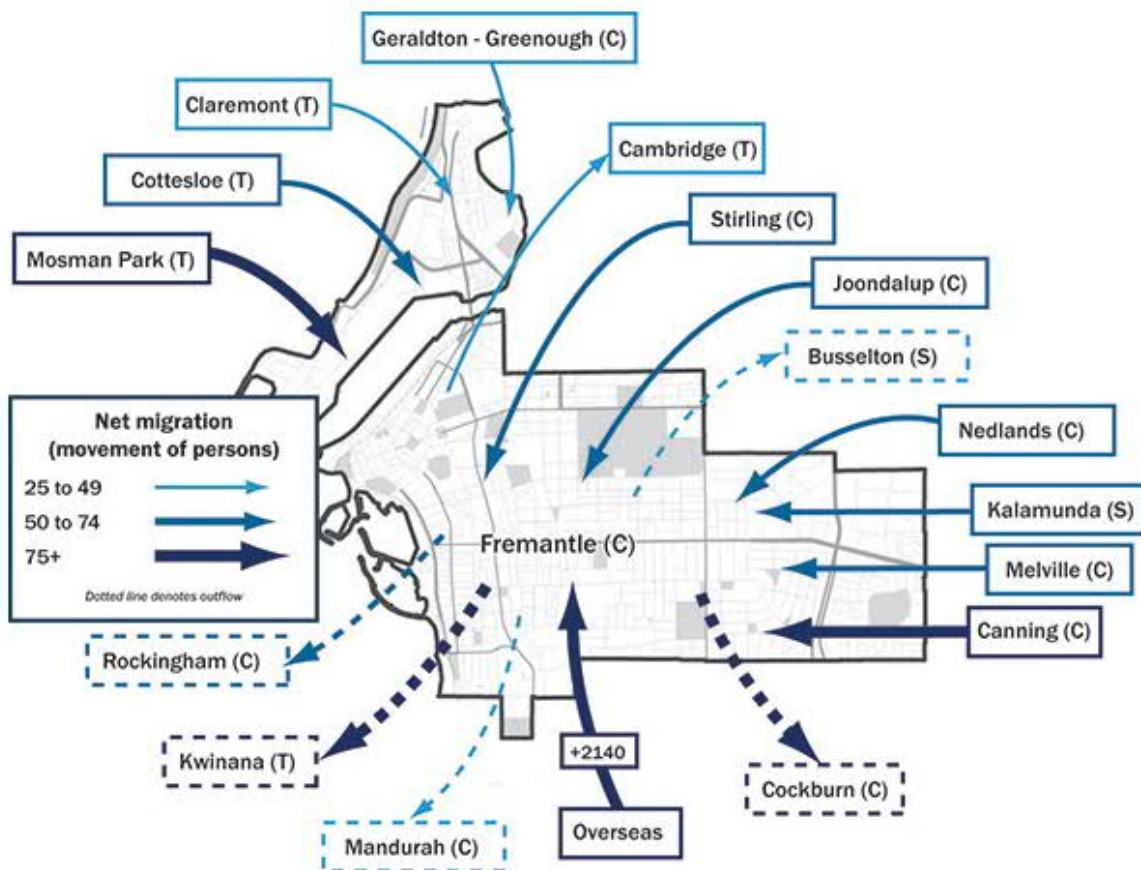 Geraldton - Greenough (C)
Claremont (T)
Cambridge (T)
Cottesloe (T)
Stirling (C)
Mosman Park (T)
Joondalup (C)
Busselton (S)
Net migration
(movement of persons)
25 to 49
50 to 74
75+
Dotted line denotes outflow
Nedlands (C)
Kalamunda (S)
Fremantle (C)
Melville (C)
Canning (C)
Rockingham (C)
Kwinana (T)
+2140
Cockburn (C)
Overseas
Mandurah (C)